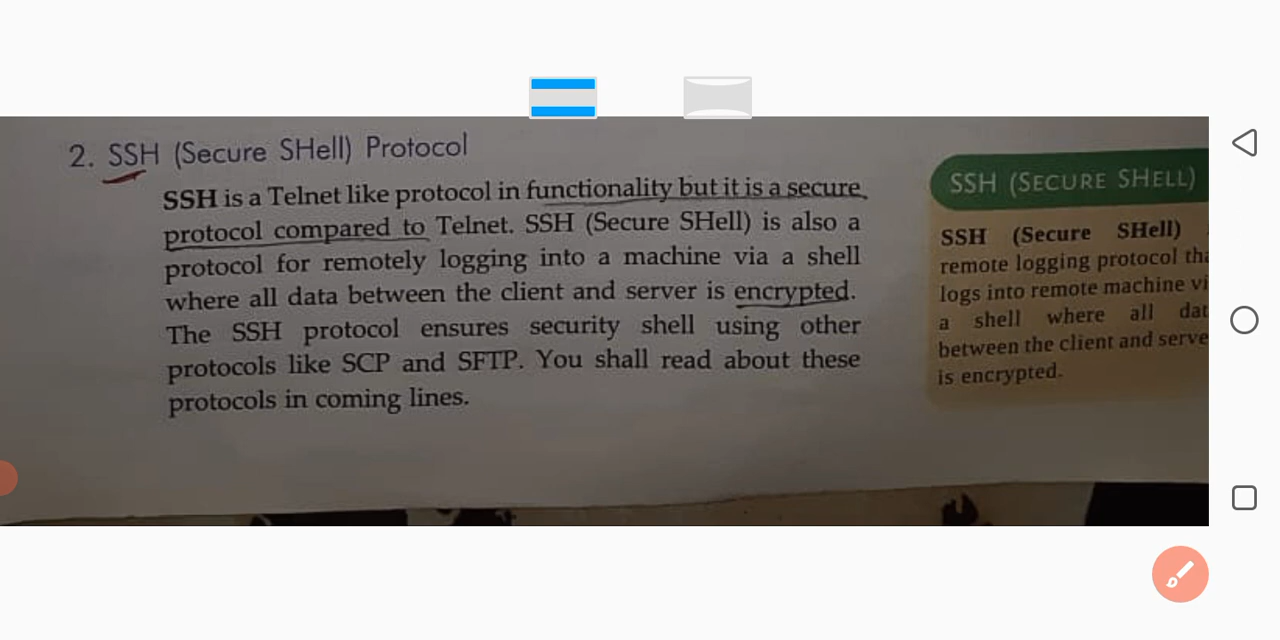 2. SSH (Secure SHell) Protocol
SSH is a Telnet like protocol in functionality but it is a secure
protocol compared to Telnet. SSH (Secure SHell) is also a
protocol for remotely logging into a machine via a shell
where all data between the client and server is encrypted.
The SSH protocol ensures security shell using other
protocols like SCP and SFTP. You shall read about these
protocols in coming lines.
SSH (SECURE SHELL)
SSH (Secure SHell)
remote logging protocol tha
logs into remote machine vi
a shell where all dat
between the client and serve
is encrypted.